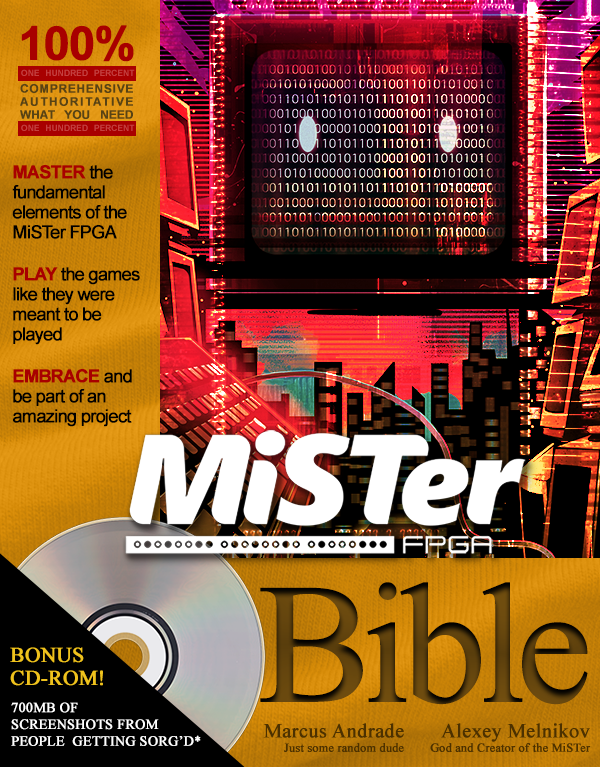 100%
ONE HUNDRED PERCENT
COMPREHENSIVE
AUTHORITATIVE
WHAT YOU NEED
ONE HUNDRED PERCENT
MASTER the
fundamental
elements of the
MiSTer FPGA
PLAY the games
like they were
meant to be
played
EMBRACE and
be part of an
amazing project
MiSTer
FPGA
Bible
BONUS
CD-ROM!
700MB OF
SCREENSHOTS FROM
PEOPLE GETTING SORG'D*
Marcus Andrade
Just some random dude
Alexey Melnikov
God and Creator of the MiSTer